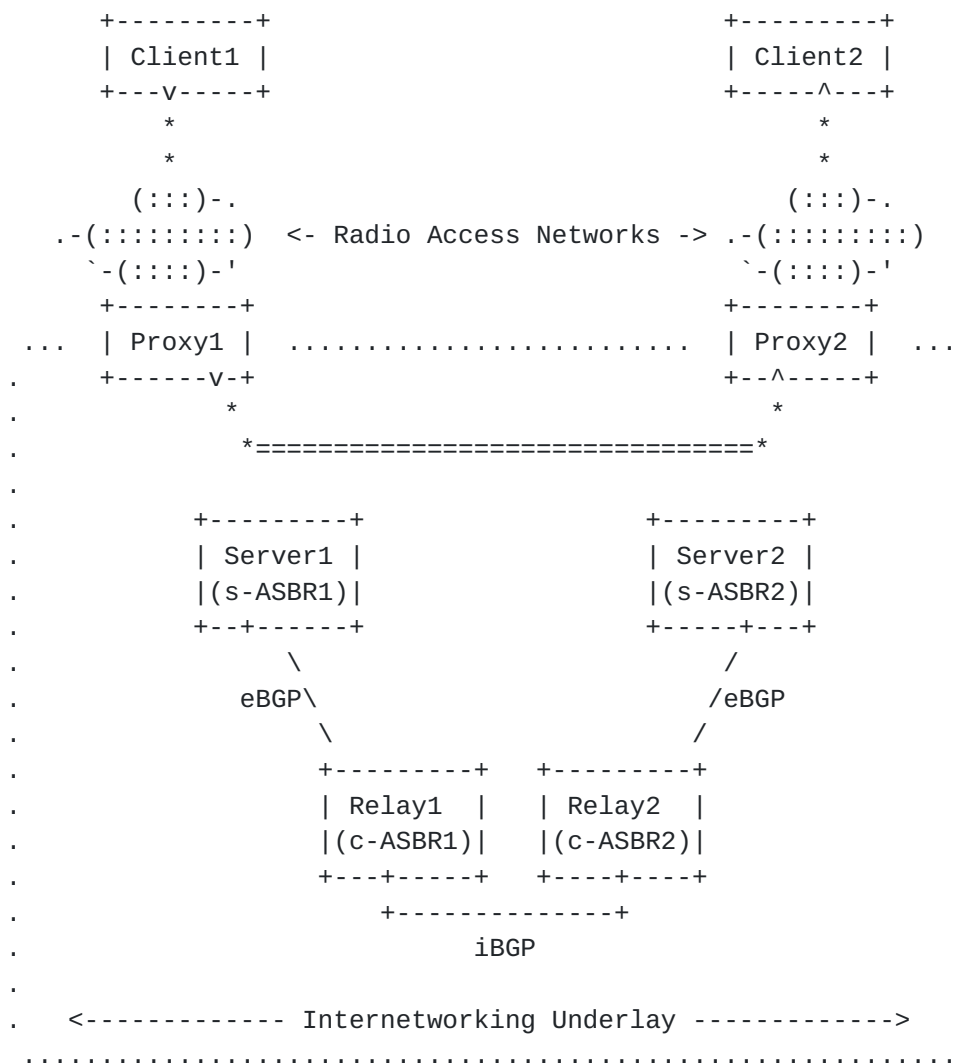 +---------+                              +---------+
| Client1 |                              | Client2 |
+---v-----+                              +-----^---+
*                                          *
*                                          *
(:::)-.                                    (:::)-.
.-(:::::::::)  <- Radio Access Networks -> .-(:::::::::)
`-(::::)-'                                 `-(::::)-'
+--------+                              +--------+
...  | Proxy1 |  ..........................  | Proxy2 |  ...
.     +------v-+                              +--^-----+
.              *                                   *
.               *================================*
.
.            +---------+                   +---------+
.            | Server1 |                   | Server2 |
.            |(s-ASBR1)|                   |(s-ASBR2)|
.            +--+------+                   +-----+---+
.                  \                            /
.               eBGP\                          /eBGP
.                    \                        /
.                    +---------+   +---------+
.                    | Relay1  |   | Relay2  |
.                    |(c-ASBR1)|   |(c-ASBR2)|
.                    +---+-----+   +----+----+
.                        +--------------+
.                              iBGP
.
.    <------------- Internetworking Underlay ------------->
............................................................